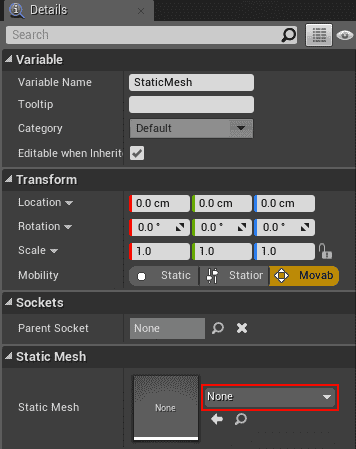 Details
Search
Variable
Variable Name StaticMesh
Tooltip
Category Default
Editable when Inherite
Transform
Location 0.0 cm 0.0 cm 0.0 cm
Rotation 0.0 ° 0.0 ° 0.0 °
Scale 1.0 1.0 1.0
Mobility Static Station Movab
Sockets
Parent Socket None
Static Mesh
Static Mesh None None